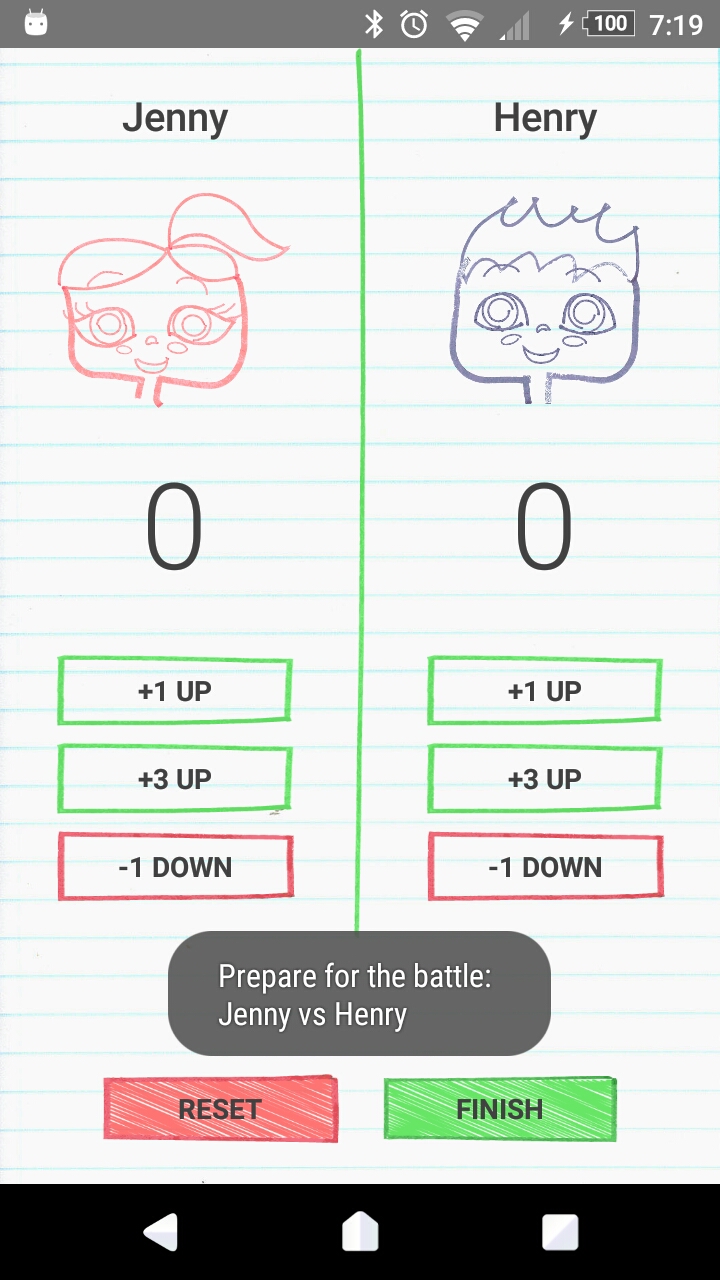 100 7:19
Jenny
Henry
0
0
+1 UP
+1 UP
+3 UP
+3 UP
-1 DOWN
-1 DOWN
Prepare for the battle:
Jenny vs Henry
RESET
FINISH